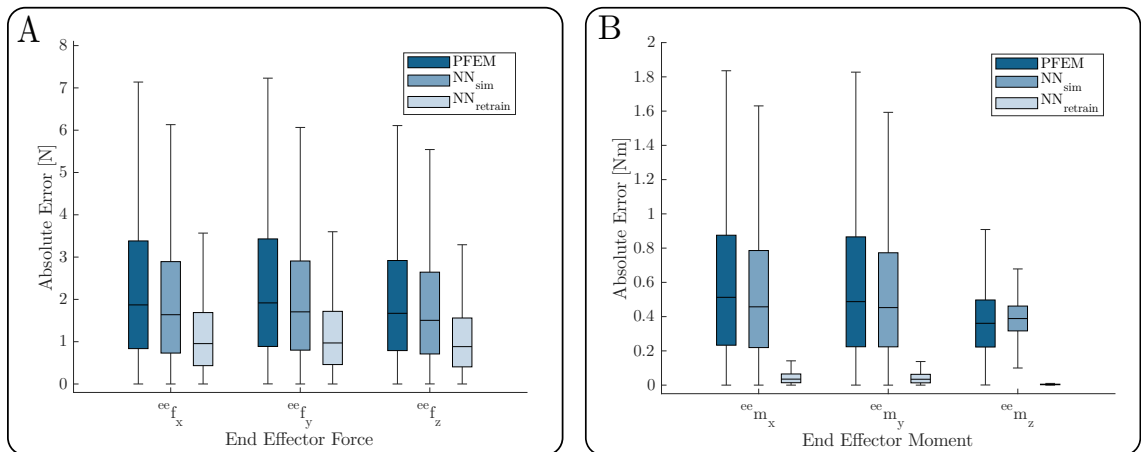 A
8
7
6
5
4
3
2
1
0
Absolute Error [N]
PFEM
NN_sim
NN_retrain
ee f_x
ee f_y
ee f_z
End Effector Force
B
2
1.8
1.6
1.4
1.2
1
0.8
0.6
0.4
0.2
0
Absolute Error [Nm]
PFEM
NN_sim
NN_retrain
ee m_x
ee m_y
ee m_z
End Effector Moment